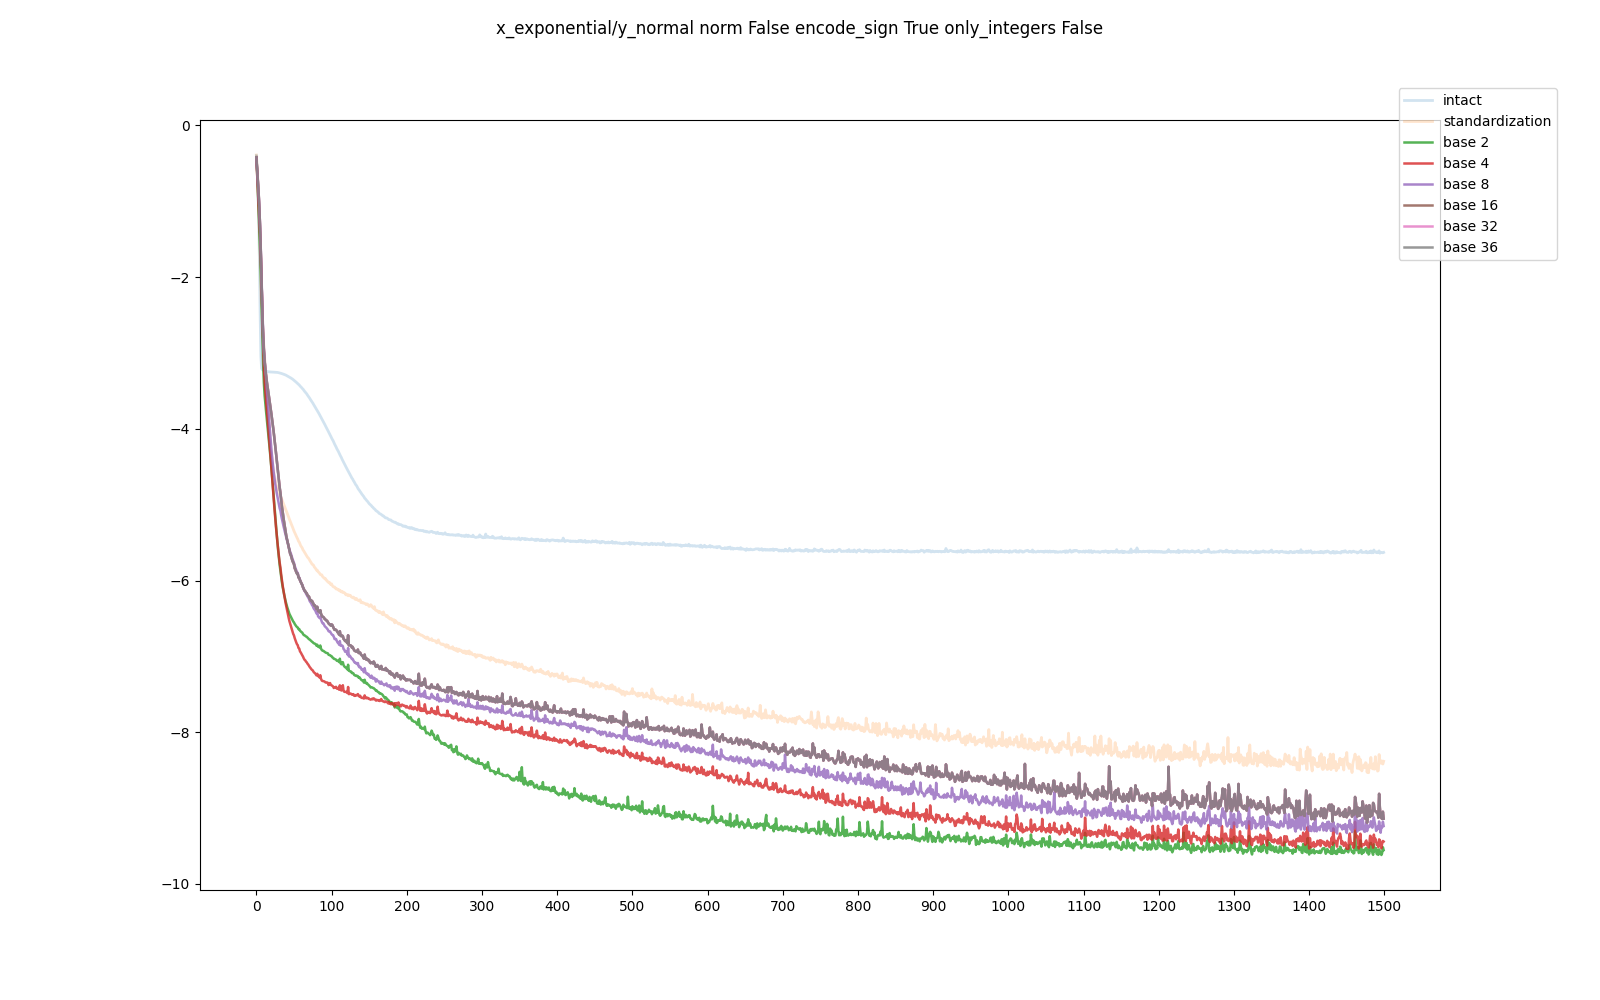 x_exponential/y_normal norm False encode_sign True only_integers False
intact
standardization
base 2
base 4
base 8
base 16
base 32
base 36
0
−2
−4
−6
−8
−10
0 100 200 300 400 500 600 700 800 900 1000 1100 1200 1300 1400 1500